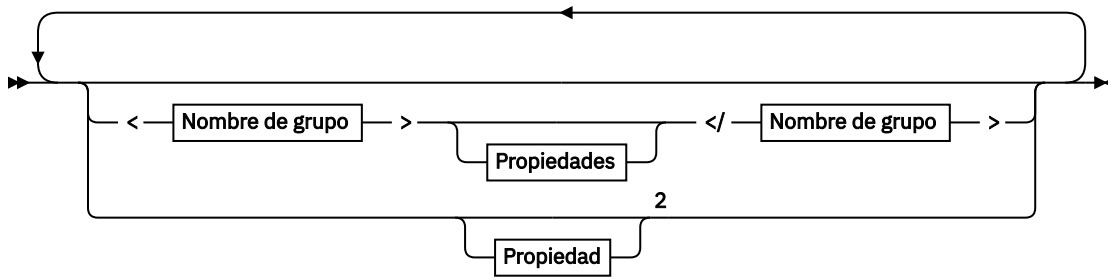 < Nombre de grupo > </ Nombre de grupo >
Propiedades
2
Propiedad